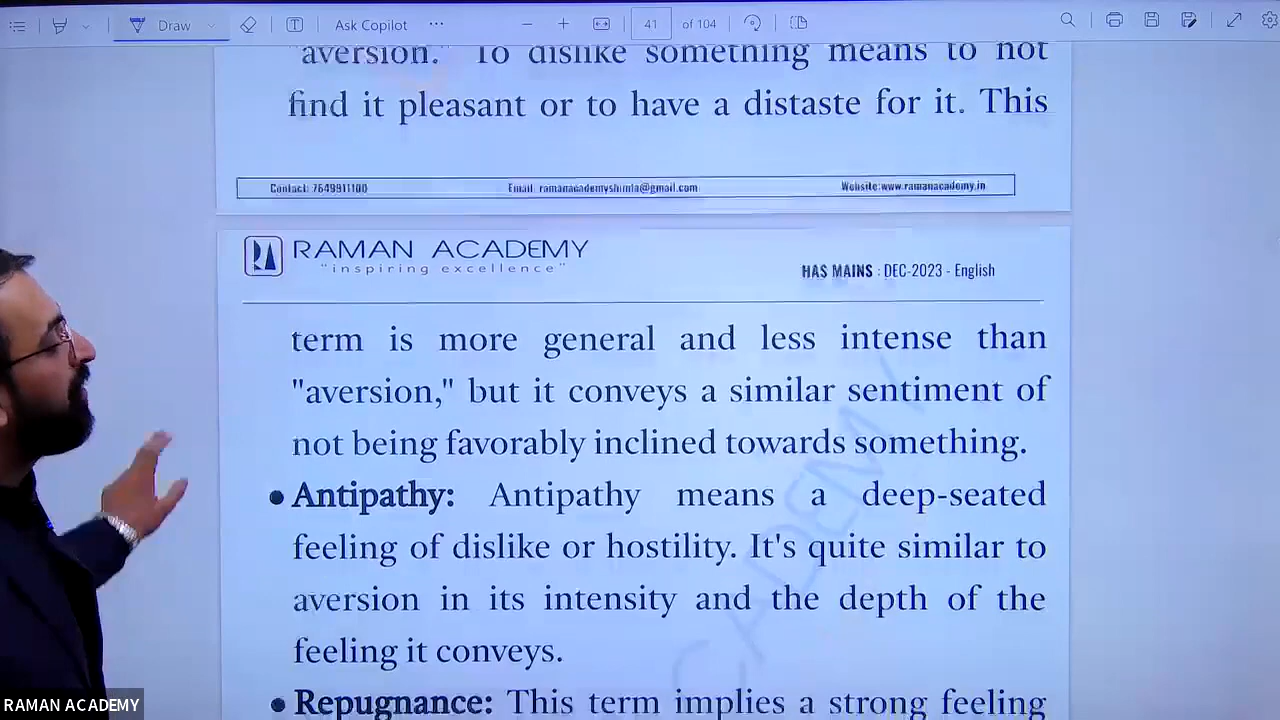 Draw
Ask Copilot
41 of 104
"aversion." To dislike something means to not
find it pleasant or to have a distaste for it. This
Contact: 7649911100 Email: ramanacademyshimla@gmail.com Website:www.ramanacademy.in
RAMAN ACADEMY
"inspiring excellence"
HAS MAINS : DEC-2023 - English
term is more general and less intense than
"aversion," but it conveys a similar sentiment of
not being favorably inclined towards something.
• Antipathy: Antipathy means a deep-seated
feeling of dislike or hostility. It's quite similar to
aversion in its intensity and the depth of the
feeling it conveys.
• Repugnance: This term implies a strong feeling
CADEMY
RAMAN ACADEMY